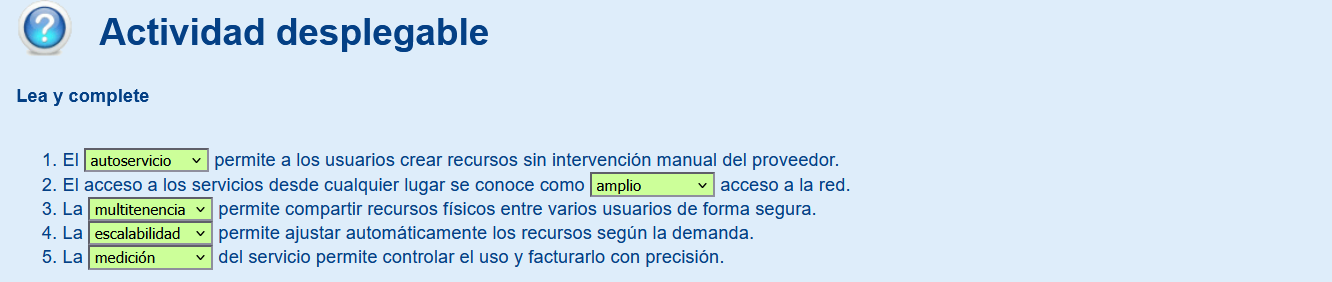 Actividad desplegable
Lea y complete
1. El autoservicio permite a los usuarios crear recursos sin intervención manual del proveedor.
2. El acceso a los servicios desde cualquier lugar se conoce como amplio acceso a la red.
3. La multitenencia permite compartir recursos físicos entre varios usuarios de forma segura.
4. La escalabilidad permite ajustar automáticamente los recursos según la demanda.
5. La medición del servicio permite controlar el uso y facturarlo con precisión.